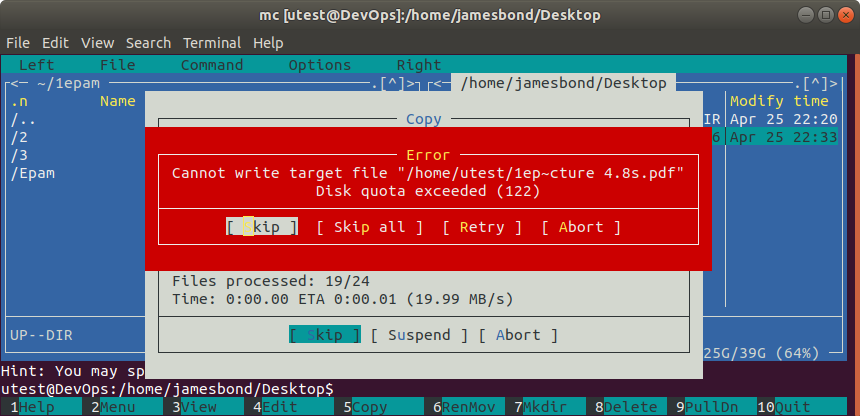 mc [utest@DevOps]:/home/jamesbond/Desktop
File Edit View Search Terminal Help
Left File Command Options Right
<— ~/1epam .[^]> <— /home/jamesbond/Desktop .[^]>
.n Name Modify time
/.. IR Apr 25 22:20
/2 6 Apr 25 22:33
/3
/Epam
Copy
Error
Cannot write target file "/home/utest/1ep~cture 4.8s.pdf"
Disk quota exceeded (122)
[ Skip ] [ Skip all ] [ Retry ] [ Abort ]
Files processed: 19/24
Time: 0:00.00 ETA 0:00.01 (19.99 MB/s)
[ Skip ] [ Suspend ] [ Abort ]
UP--DIR
25G/39G (64%)
Hint: You may sp
utest@DevOps:/home/jamesbond/Desktop$
1Help 2Menu 3View 4Edit 5Copy 6RenMov 7Mkdir 8Delete 9PullDn 10Quit